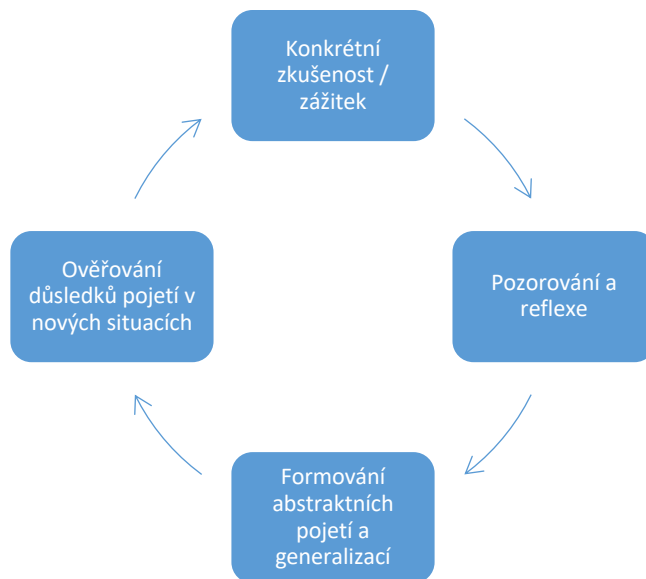 Konkrétní
zkušenost /
zážitek
Pozorování a
reflexe
Formování
abstraktních
pojetí a
generalizací
Ověřování
důsledků pojetí v
nových situacích